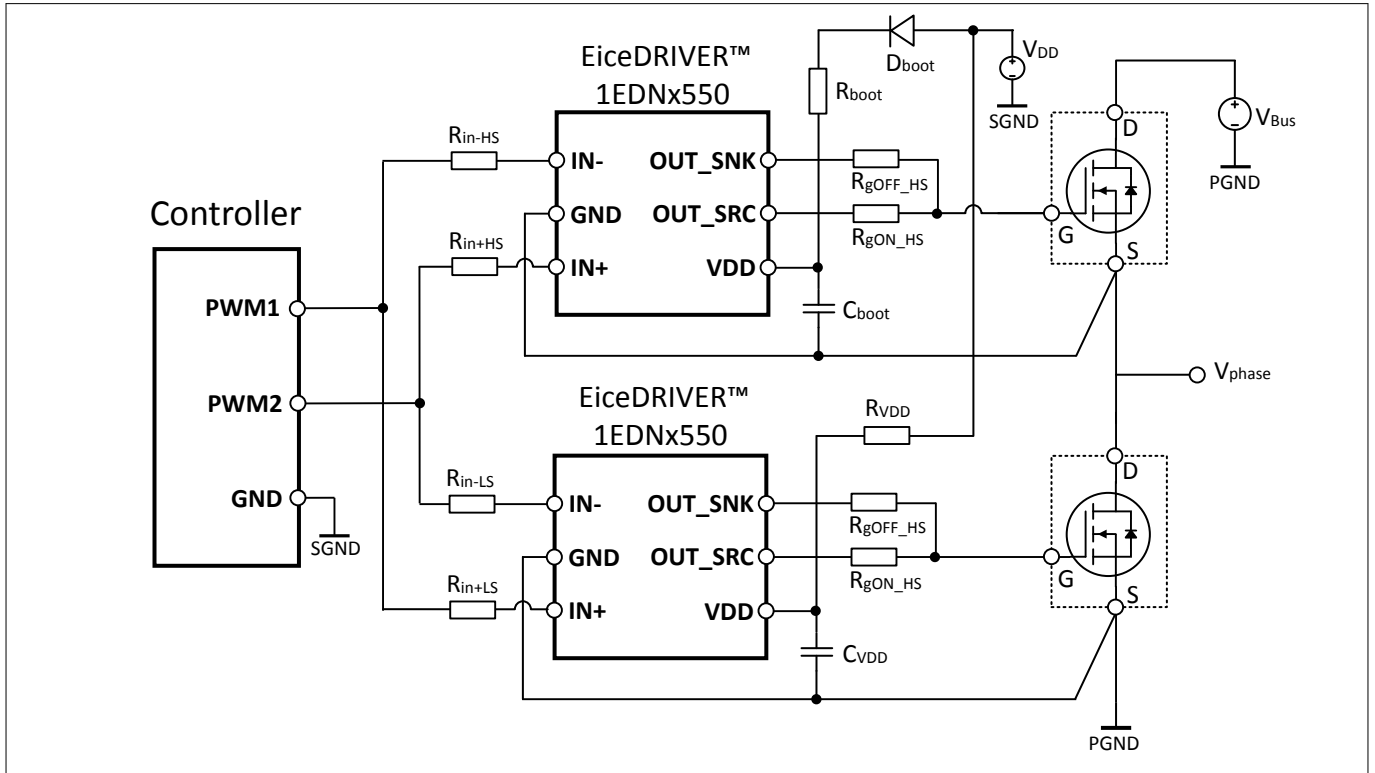 EiceDRIVER™
1EDNx550
Dboot
VDD
Rboot
SGND
D
VBus
PGND
Rin-HS
IN-
OUT_SNK
RgOFF_HS
GND
OUT_SRC
RgON_HS
G
S
Rin+HS
IN+
VDD
Cboot
Controller
PWM1
PWM2
GND
SGND
Vphase
EiceDRIVER™
1EDNx550
RVDD
D
Rin-LS
IN-
OUT_SNK
RgOFF_HS
GND
OUT_SRC
RgON_HS
G
S
Rin+LS
IN+
VDD
CVDD
PGND